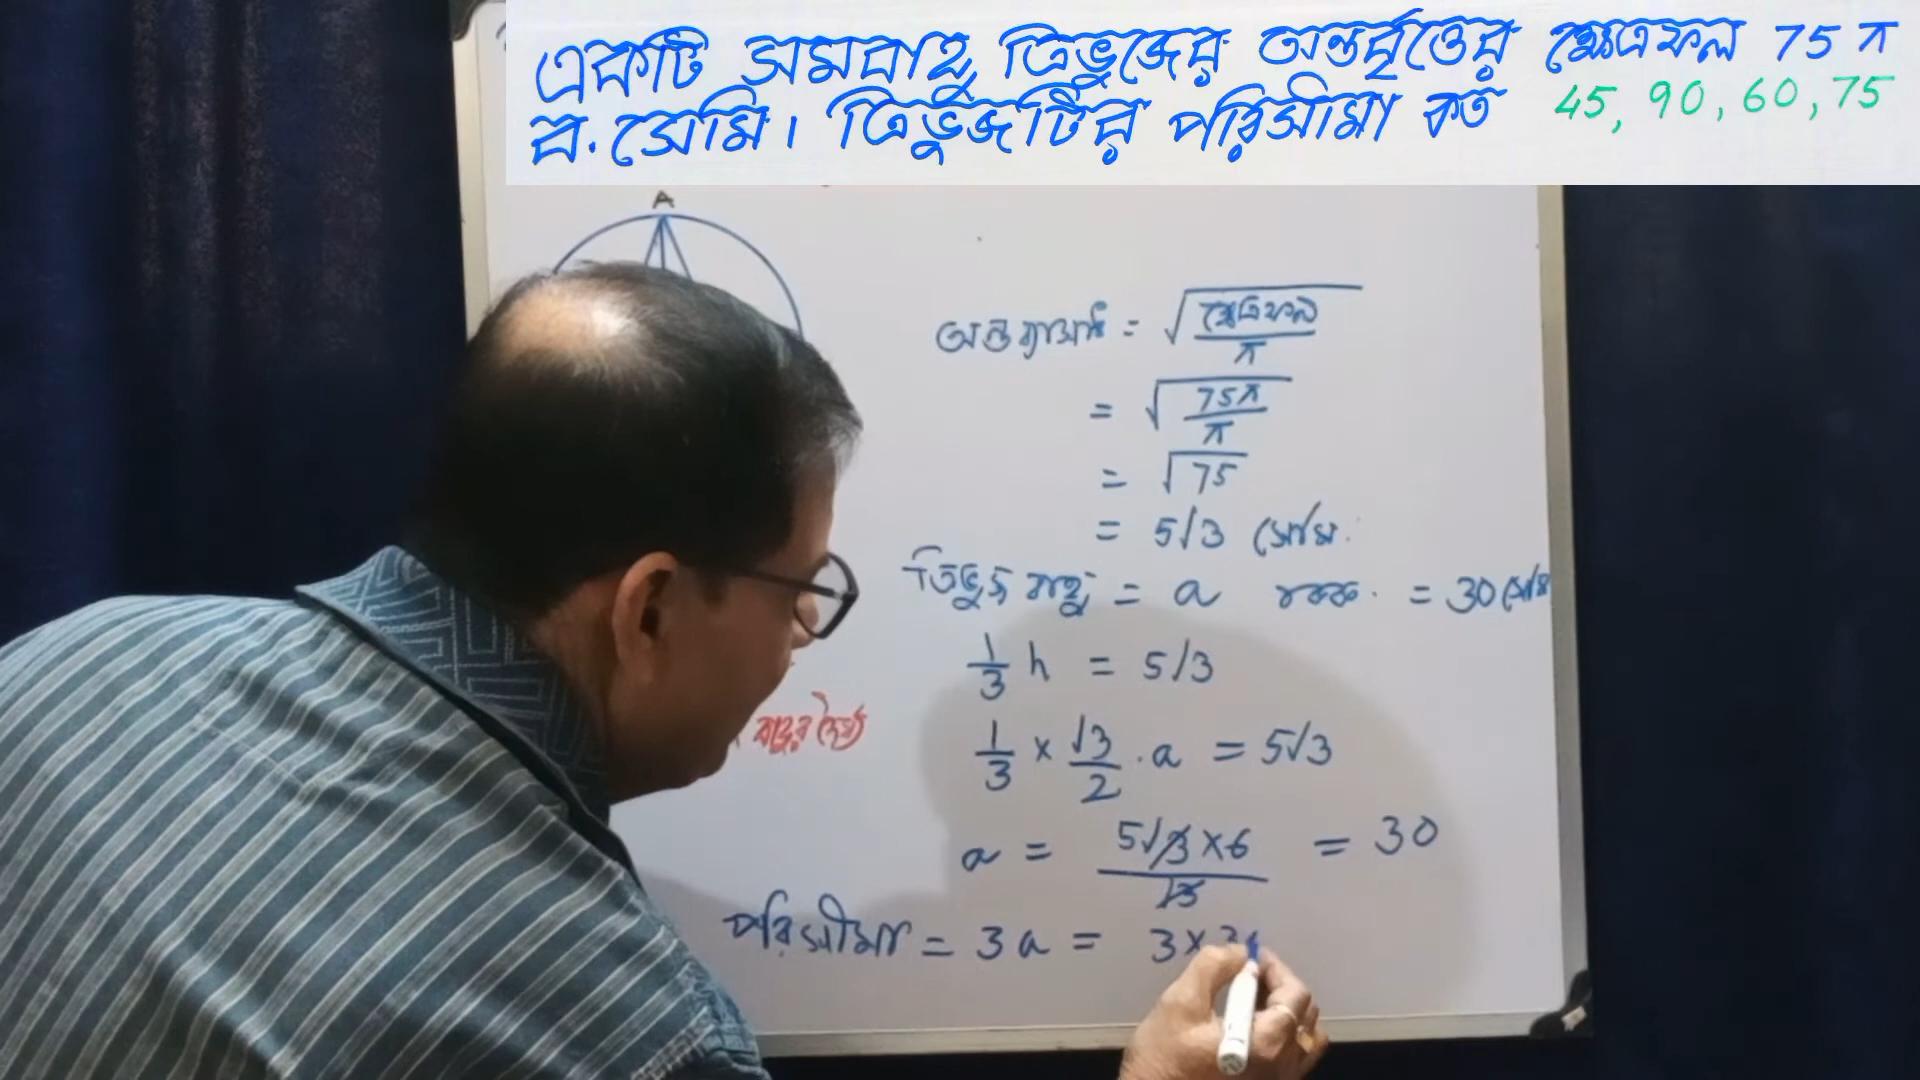 একটি সমবাহু ত্রিভুজের অন্তর্বৃত্তের ক্ষেত্রফল 75 π
ব. সেমি। ত্রিভুজটির পরিসীমা কত 45, 90, 60, 75
A
অন্তব্যাসার্ধ = √ক্ষেত্রফল/π
= √75π/π
= √75
= 5√3 সেমি.
ত্রিভুজ বাহু = a একক. = 30 সেমি
1/3 h = 5√3
বাহুর দৈর্ঘ্য
1/3 × √3/2 . a = 5√3
a = 5√3×6/√3 = 30
পরিসীমা = 3a = 3×30